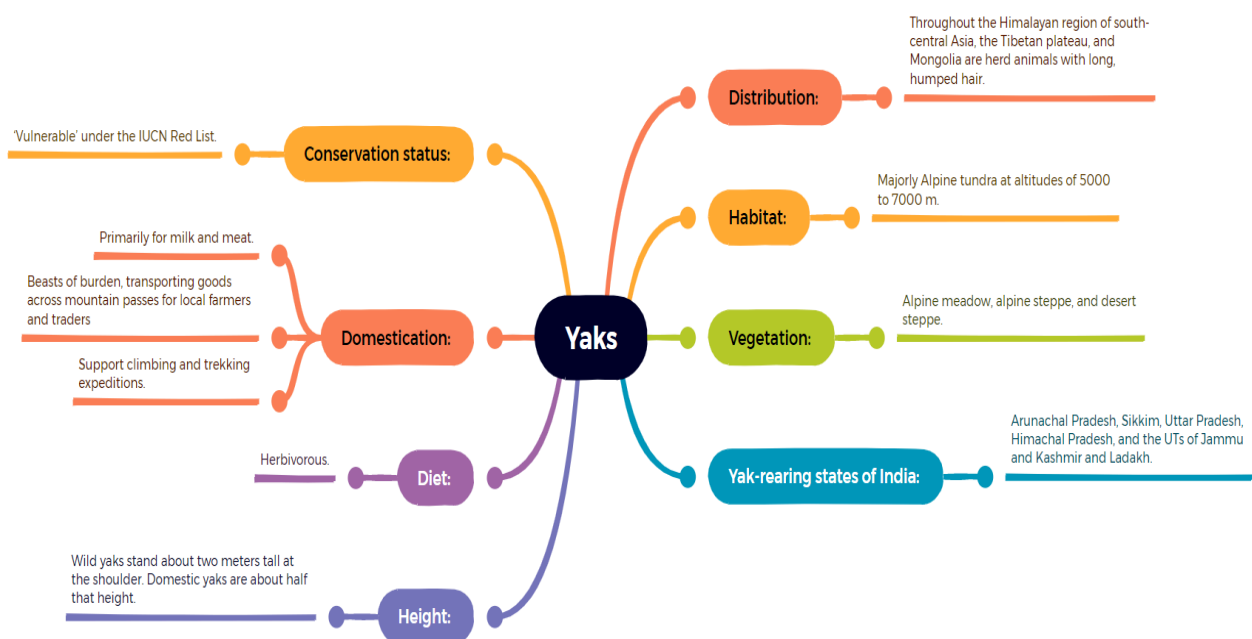 Yaks
Conservation status:
'Vulnerable' under the IUCN Red List.
Domestication:
Primarily for milk and meat.
Beasts of burden, transporting goods
across mountain passes for local farmers
and traders
Support climbing and trekking
expeditions.
Diet:
Herbivorous.
Height:
Wild yaks stand about two meters tall at
the shoulder. Domestic yaks are about half
that height.
Distribution:
Throughout the Himalayan region of south-
central Asia, the Tibetan plateau, and
Mongolia are herd animals with long,
humped hair.
Habitat:
Majorly Alpine tundra at altitudes of 5000
to 7000 m.
Vegetation:
Alpine meadow, alpine steppe, and desert
steppe.
Yak-rearing states of India:
Arunachal Pradesh, Sikkim, Uttar Pradesh,
Himachal Pradesh, and the UTs of Jammu
and Kashmir and Ladakh.